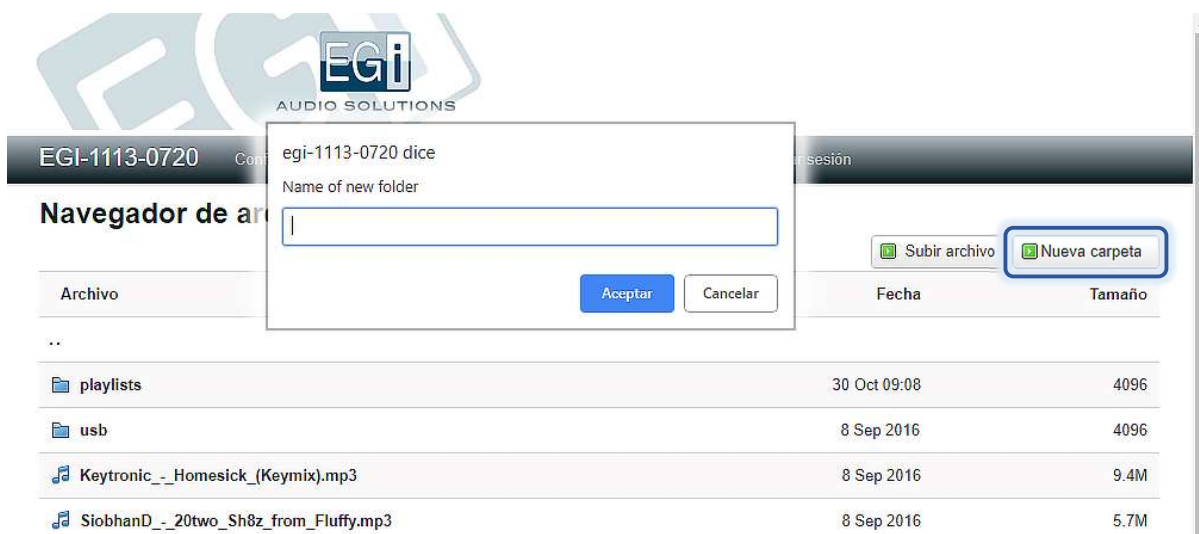 EGi
AUDIO SOLUTIONS
EGI-1113-0720
sesión
egi-1113-0720 dice
Name of new folder
Aceptar Cancelar
Navegador de
Subir archivo Nueva carpeta
Archivo Fecha Tamaño
..
playlists 30 Oct 09:08 4096
usb 8 Sep 2016 4096
Keytronic_-_Homesick_(Keymix).mp3 8 Sep 2016 9.4M
SiobhanD_-_20two_Sh8z_from_Fluffy.mp3 8 Sep 2016 5.7M